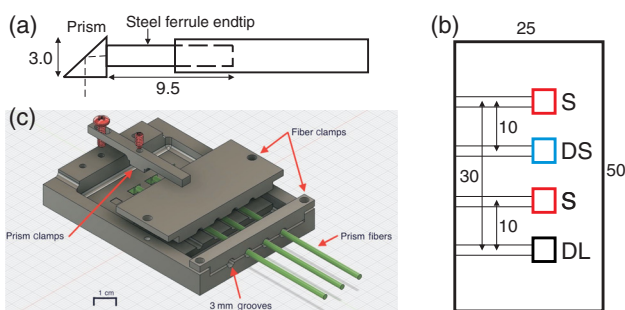 (a)
Prism
Steel ferrule endtip
3.0
9.5
(b)
25
S
10
DS
30
50
S
10
DL
(c)
Fiber clamps
Prism clamps
Prism fibers
1 cm
3 mm grooves